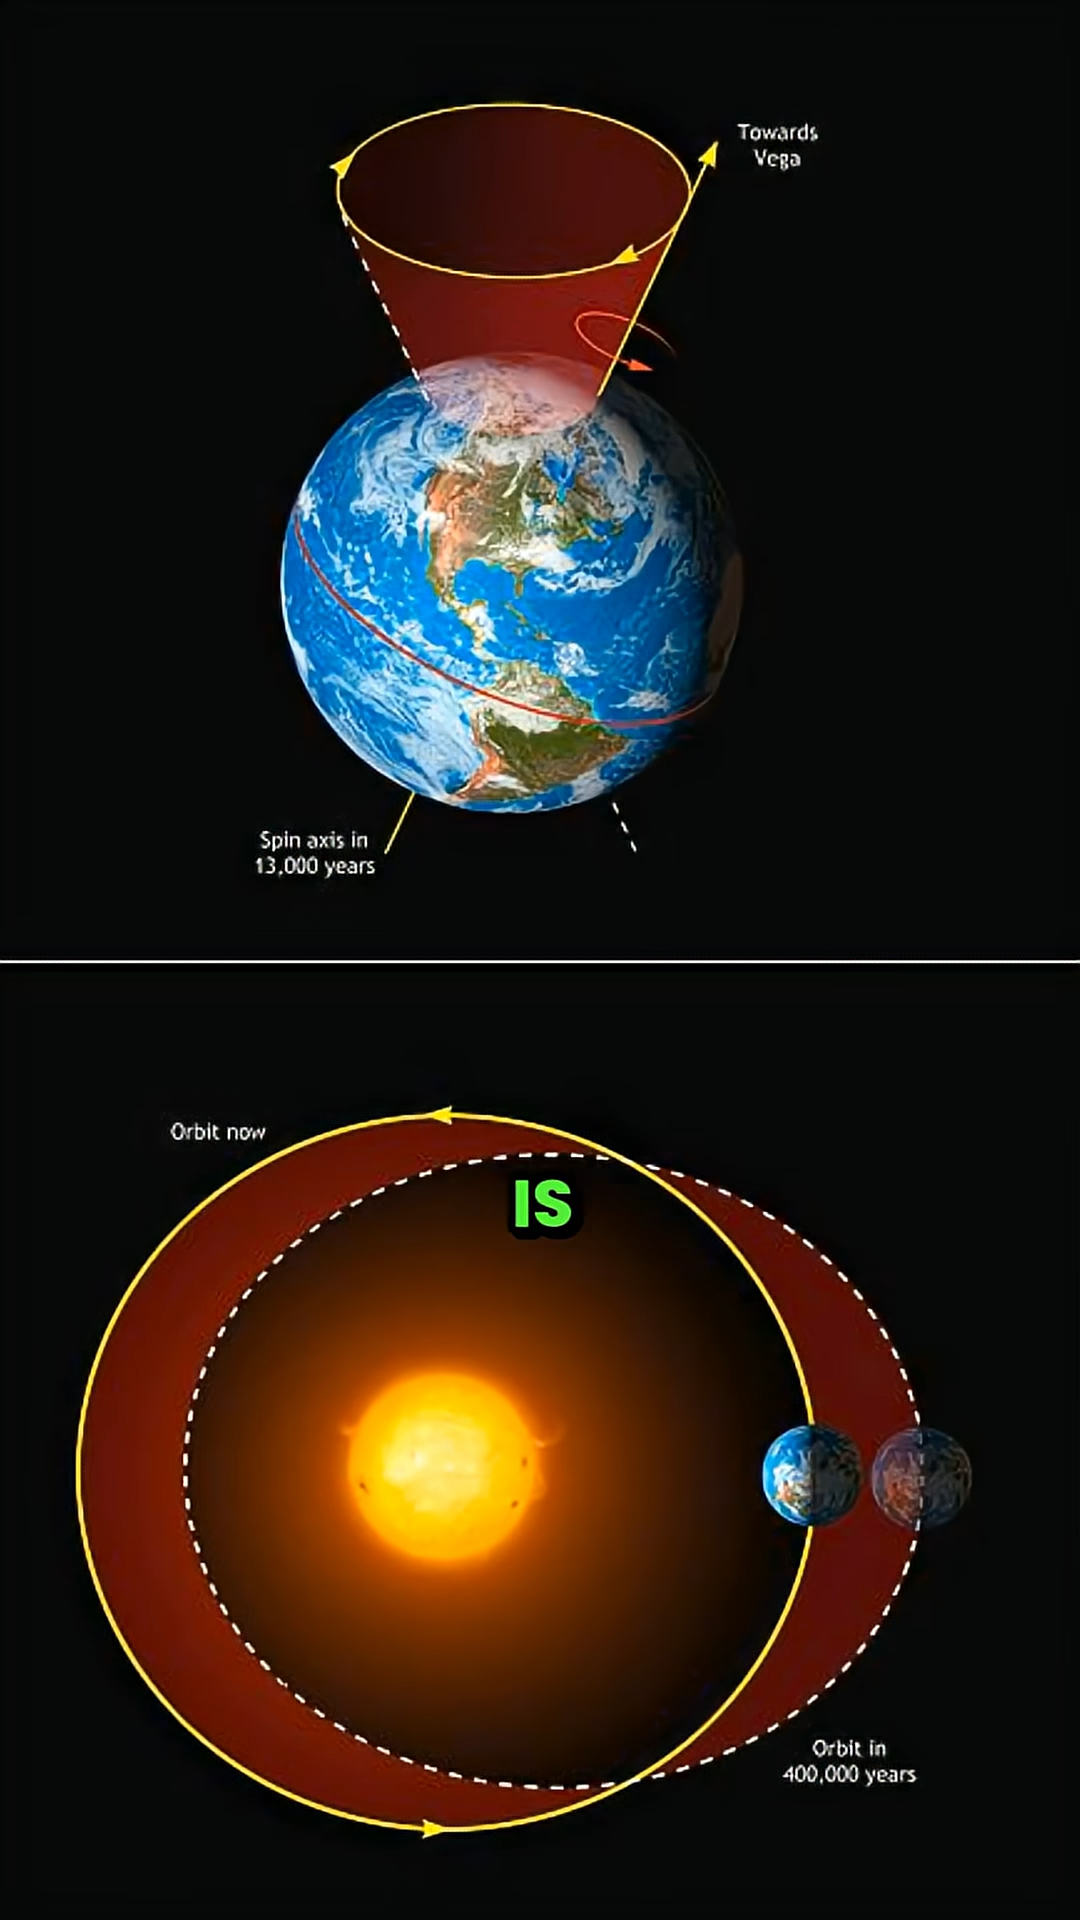 Towards
Vega
Spin axis in
13,000 years
Orbit now
IS
Orbit in
400,000 years